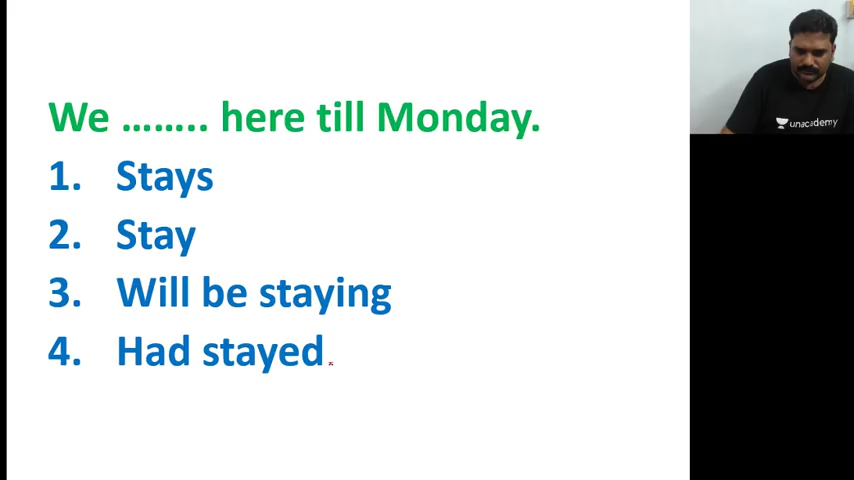 We …….. here till Monday.
1. Stays
2. Stay
3. Will be staying
4. Had stayed
unacademy